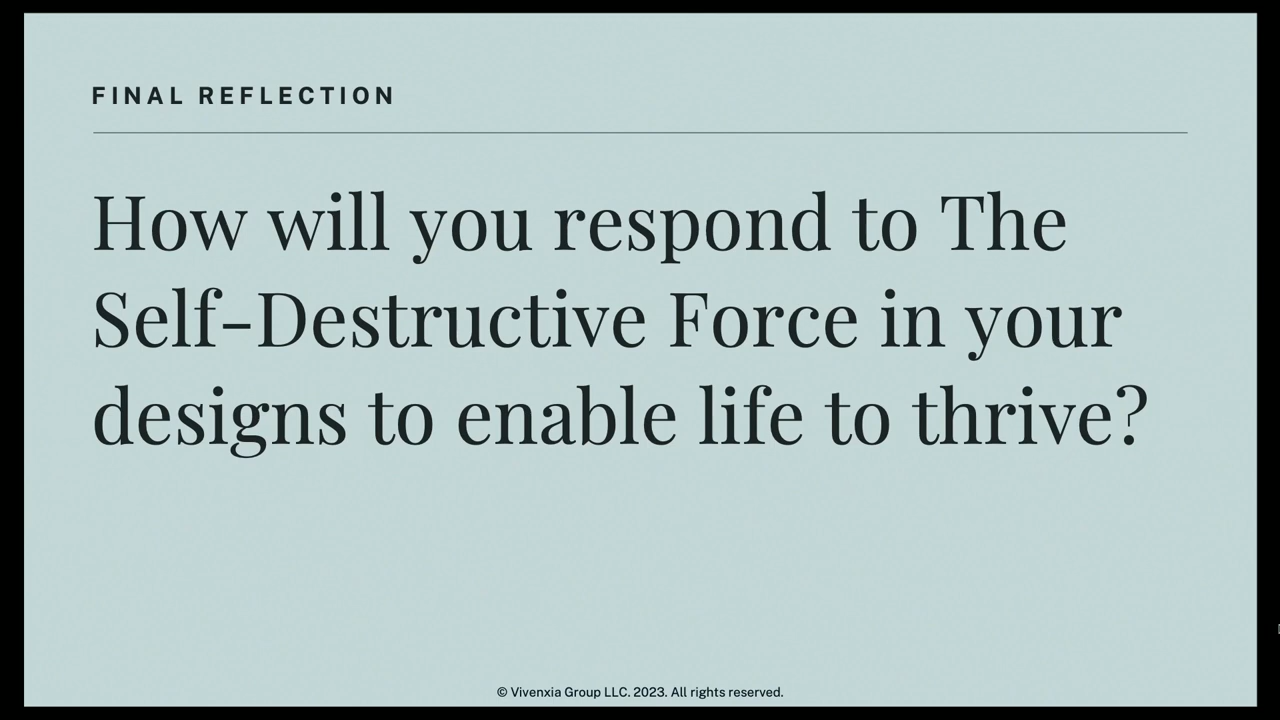 FINAL REFLECTION
How will you respond to The
Self-Destructive Force in your
designs to enable life to thrive?
© Vivenxia Group LLC. 2023. All rights reserved.